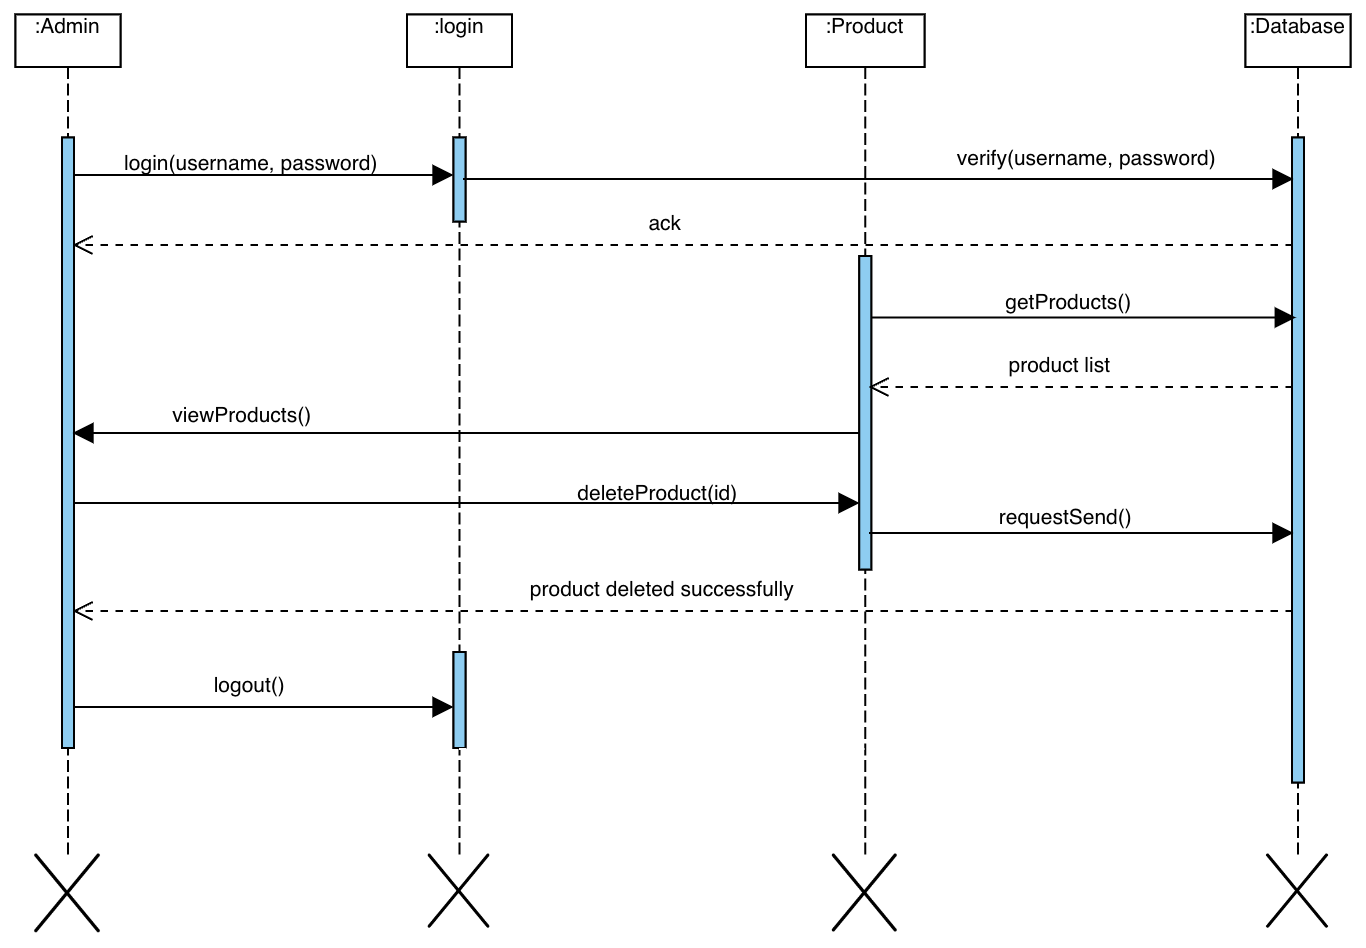 :Admin
:login
:Product
:Database
login(username, password)
verify(username, password)
ack
getProducts()
product list
viewProducts()
deleteProduct(id)
requestSend()
product deleted successfully
logout()